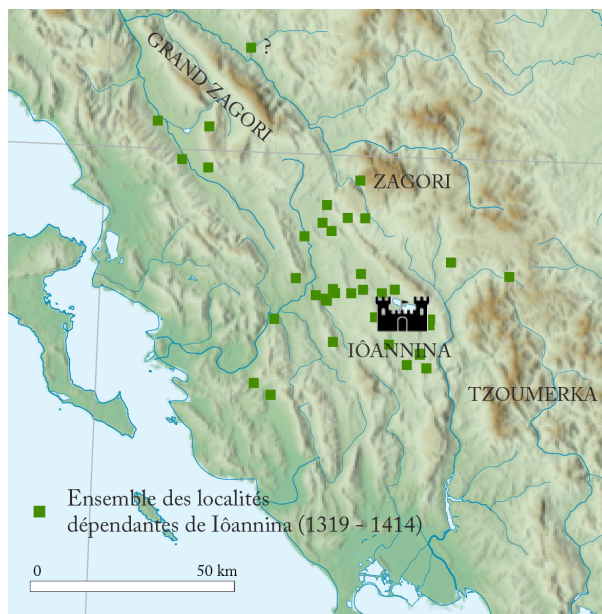 ?
GRAND ZAGORI
ZAGORI
IÔANNINA
TZOUMERKA
Ensemble des localités
dépendantes de Iôannina (1319 - 1414)
0 50 km